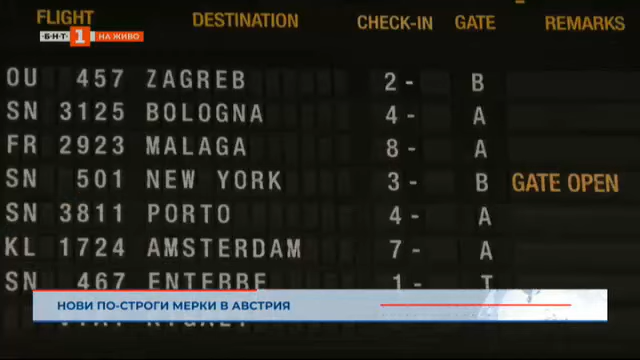 FLIGHT DESTINATION CHECK-IN GATE REMARKS
БНТ 1 НА ЖИВО
OU 457 ZAGREB 2- B
SN 3125 BOLOGNA 4- A
FR 2923 MALAGA 8- A
SN 501 NEW YORK 3- B GATE OPEN
SN 3811 PORTO 4- A
KL 1724 AMSTERDAM 7- A
SN 467 ENTEBBE 1- T
НОВИ ПО-СТРОГИ МЕРКИ В АВСТРИЯ